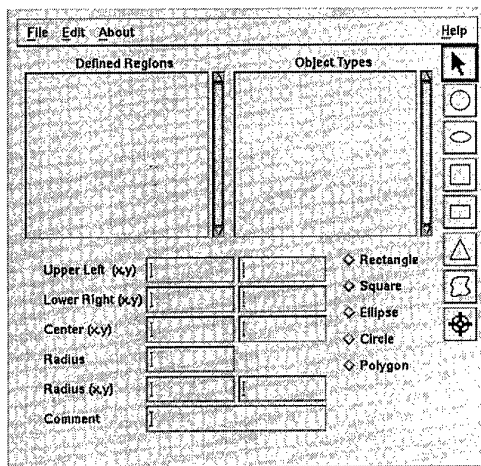 File Edit About Help
Defined Regions Object Types
Upper Left (x,y)
Lower Right (x,y)
Center (x,y)
Radius
Radius (x,y)
Comment
Rectangle
Square
Ellipse
Circle
Polygon